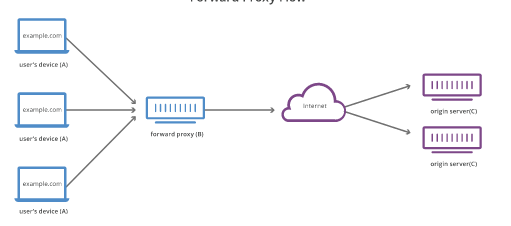 Forward Proxy Flow
example.com
user's device (A)
example.com
user's device (A)
example.com
user's device (A)
forward proxy (B)
Internet
origin server(C)
origin server(C)